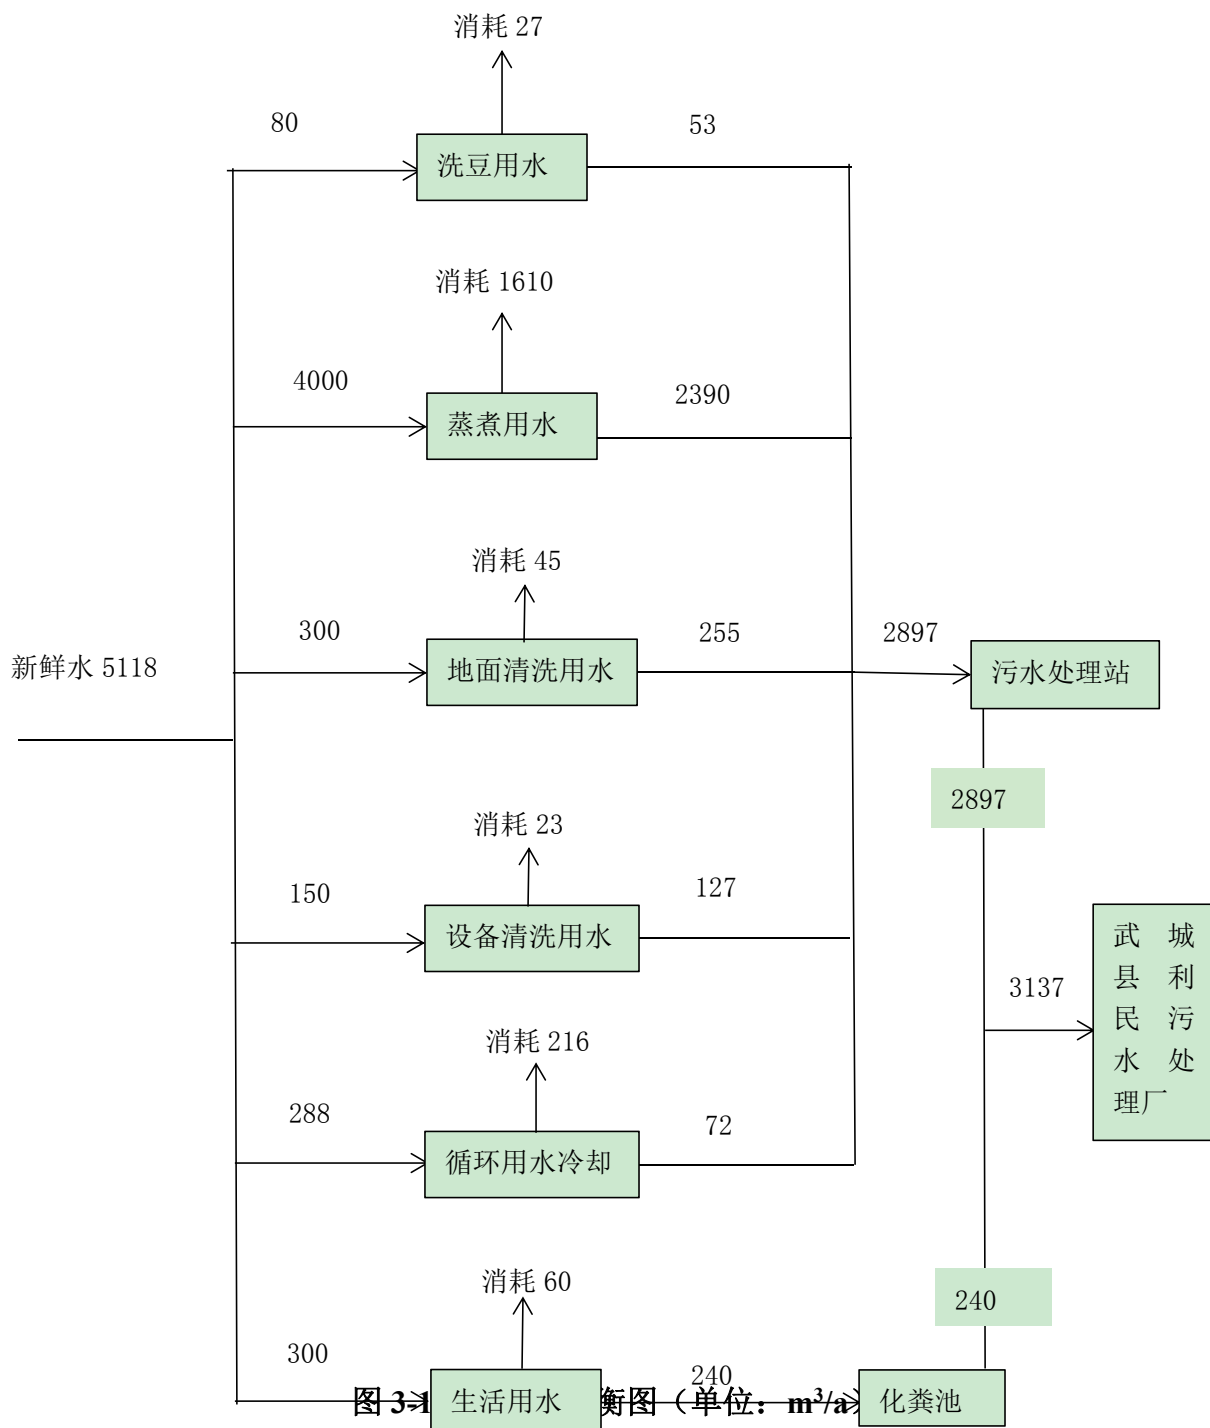 消耗 27
80
53
洗豆用水
消耗 1610
4000
2390
蒸煮用水
消耗 45
300
255
2897
新鲜水 5118
地面清洗用水
污水处理站
2897
消耗 23
150
127
设备清洗用水
武城
县利
民污
水处
理厂
3137
消耗 216
288
72
循环用水冷却
消耗 60
240
300
240
生活用水
化粪池
图 3-1
衡图（单位：m³/a）